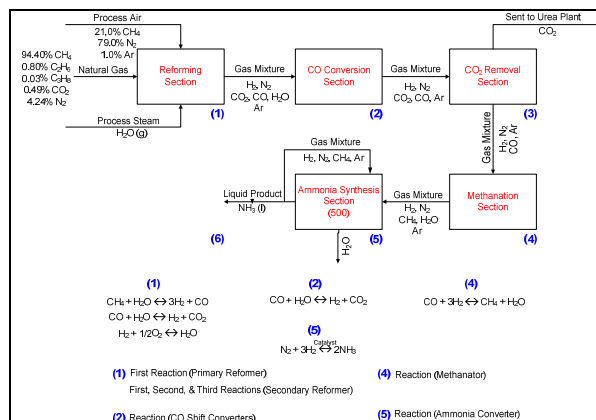 Process Air
21,0% CH4
79.0% N2
1.0% Ar
Sent to Urea Plant
CO2
94.40% CH4
0.80% C2H6
0.03% C3H8
0.49% CO2
4.24% N2
Natural Gas
Reforming
Section
(1)
Gas Mixture
H2, N2
CO2, CO, H2O
Ar
CO Conversion
Section
(2)
Gas Mixture
H2, N2
CO2, CO, Ar
CO2 Removal
Section
(3)
Process Steam
H2O (g)
Gas Mixture
H2, N2
CO, Ar
Gas Mixture
H2, N2, CH4, Ar
Liquid Product
NH3 (l)
(6)
Ammonia Synthesis
Section
(500)
(5)
H2O
Gas Mixture
H2, N2
CH4, H2O
Ar
Methanation
Section
(4)
(1)
CH4 + H2O ↔ 3H2 + CO
CO + H2O ↔ H2 + CO2
H2 + 1/2O2 ↔ H2O
(2)
CO + H2O ↔ H2 + CO2
(5)
Catalyst
N2 + 3H2 ↔ 2NH3
(4)
CO + 3H2 ↔ CH4 + H2O
(1) First Reaction (Primary Reformer)
First, Second, & Third Reactions (Secondary Reformer)
(2) Reaction (CO Shift Converters)
(4) Reaction (Methanator)
(5) Reaction (Ammonia Converter)